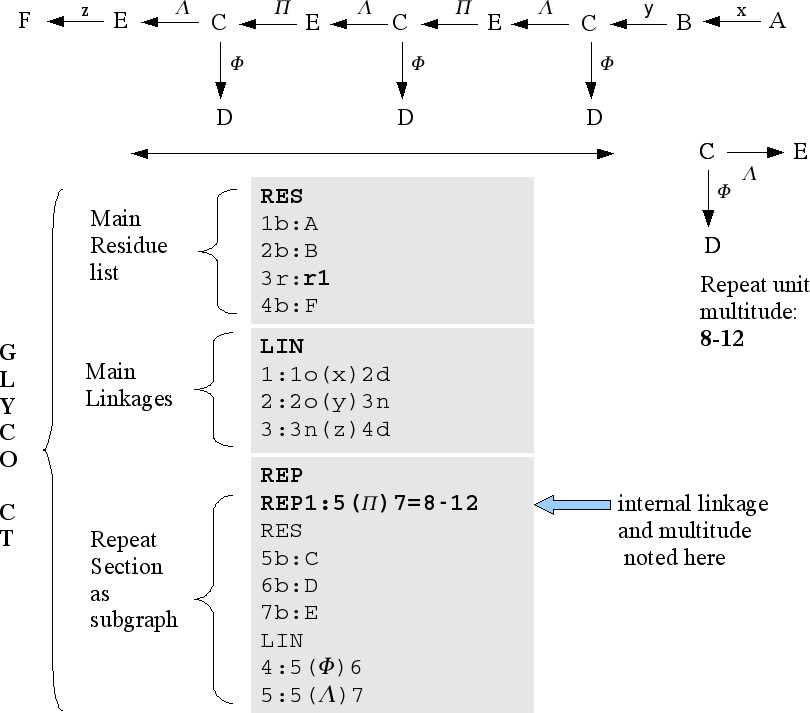 F z E Λ C Π E Λ C Π E Λ C y B x A
Φ Φ Φ
D D D
C E
Λ
Φ
D
Repeat unit
multitude:
8-12
GLYCO CT
Main
Residue
list
RES
1b:A
2b:B
3r:r1
4b:F
Main
Linkages
LIN
1:1o(x)2d
2:2o(y)3n
3:3n(z)4d
Repeat
Section
as
subgraph
REP
REP1:5(Π)7=8-12
RES
5b:C
6b:D
7b:E
LIN
4:5(Φ)6
5:5(Λ)7
internal linkage
and multitude
noted here